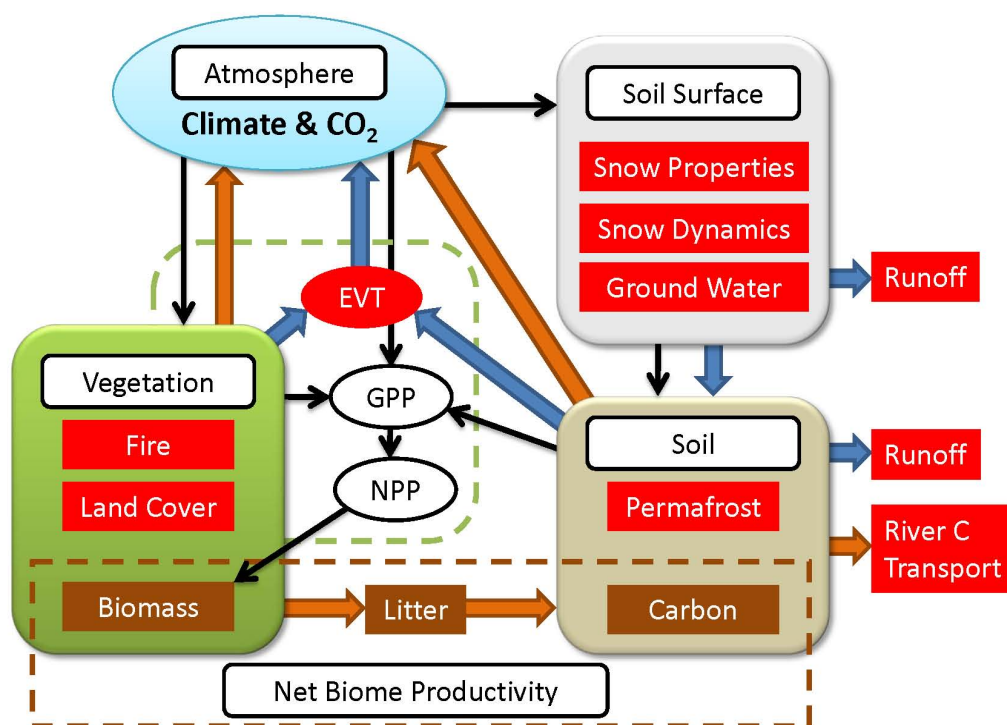 Atmosphere
Climate & CO₂
Soil Surface
Snow Properties
Snow Dynamics
Ground Water
Runoff
EVT
Vegetation
Fire
Land Cover
GPP
NPP
Soil
Permafrost
Runoff
River C
Transport
Biomass
Litter
Carbon
Net Biome Productivity